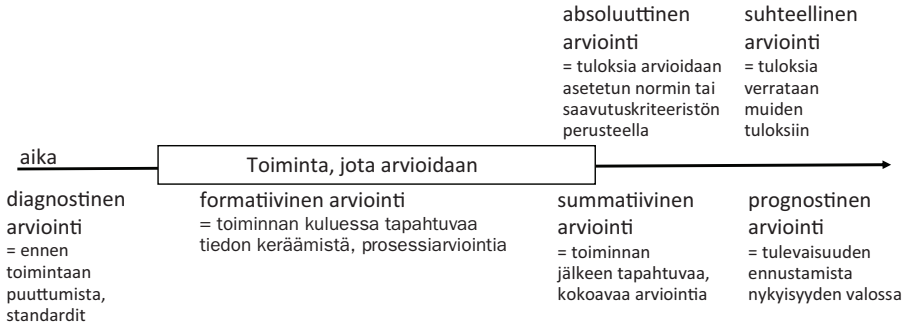 absoluuttinen
arviointi
= tuloksia arvioidaan
asetetun normin tai
saavutuskriteeristön
perusteella
suhteellinen
arviointi
= tuloksia
verrataan
muiden
tuloksiin
aika
Toiminta, jota arvioidaan
diagnostinen
arviointi
= ennen
toimintaan
puuttumista,
standardit
formatiivinen arviointi
= toiminnan kuluessa tapahtuvaa
tiedon keräämistä, prosessiarviointia
summatiivinen
arviointi
= toiminnan
jälkeen tapahtuvaa,
kokoavaa arviointia
prognostinen
arviointi
= tulevaisuuden
ennustamista
nykyisyyden valossa